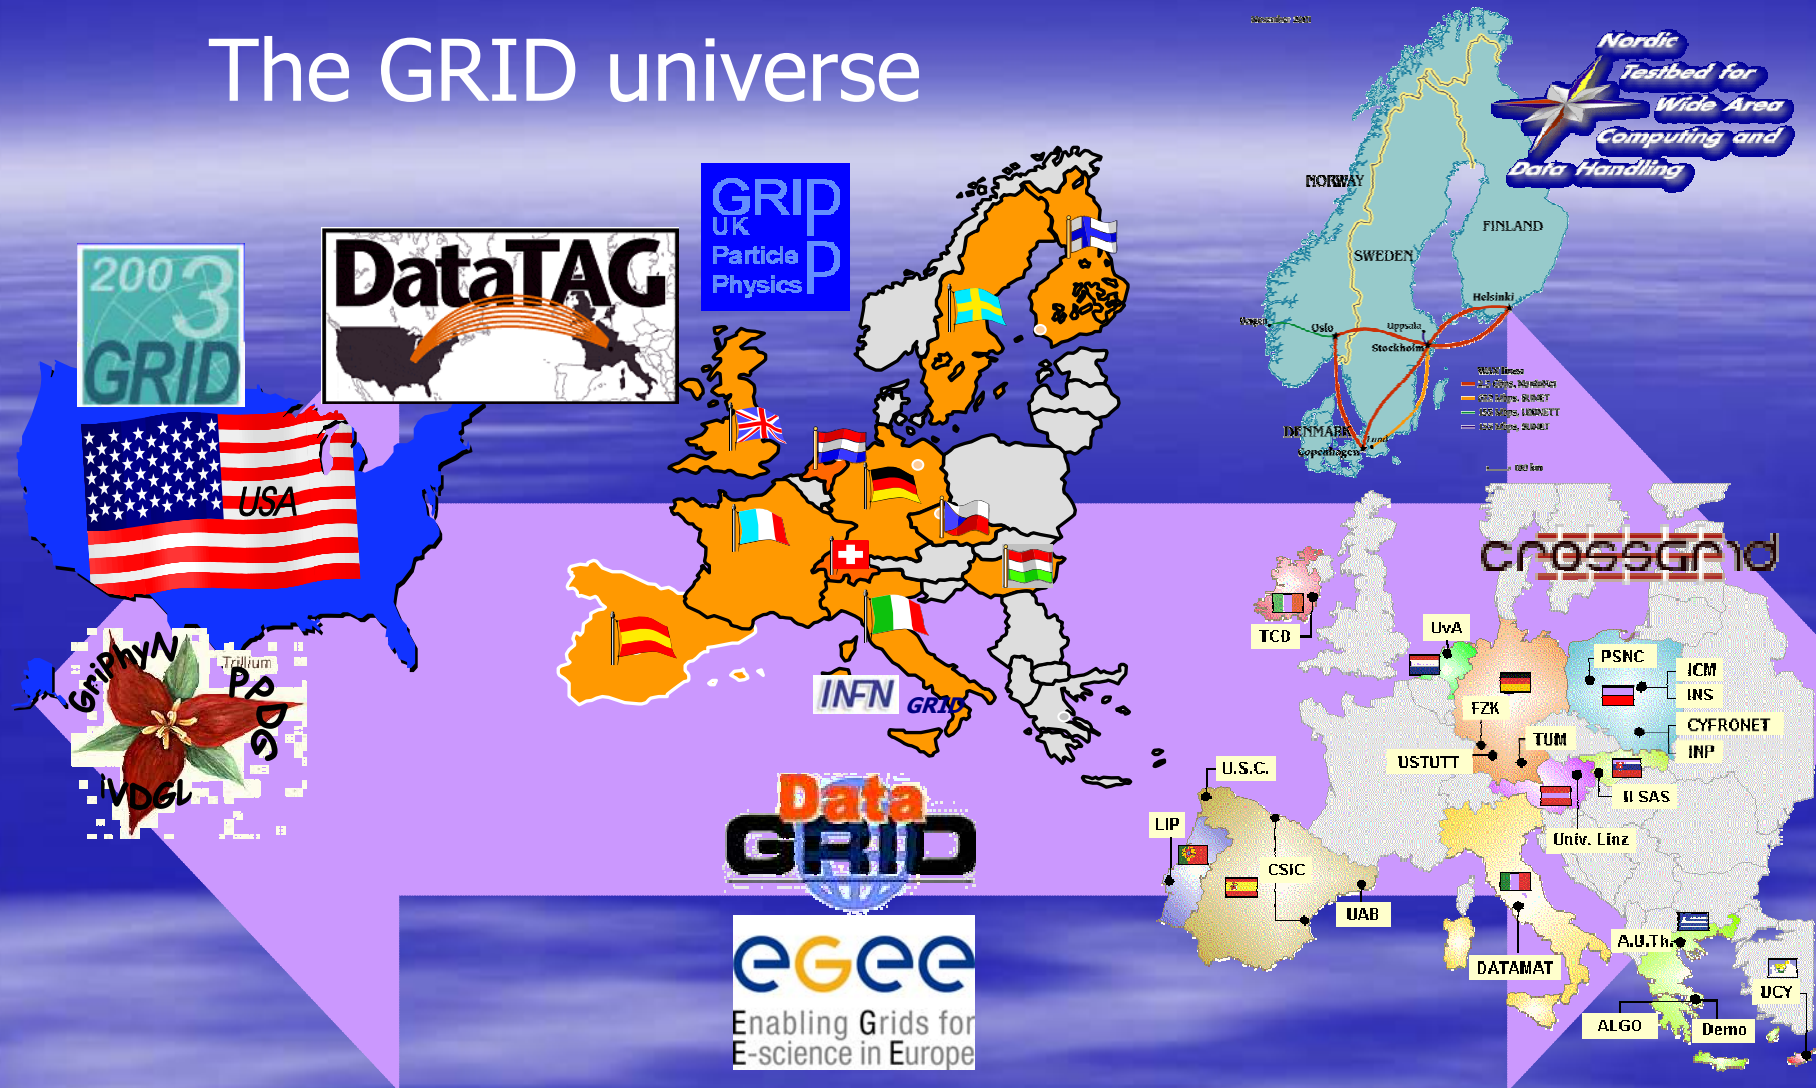 The GRID universe
Nordic
Testbed for
Wide Area
Computing and
Data Handling
NORWAY
SWEDEN
FINLAND
Helsinki
Oslo
Uppsala
Stockholm
DENMARK
Lund
Copenhagen
GRIPP
UK
Particle
Physics
2003
GRID
DataTAG
USA
GriPhyN
Trillium
PPDG
iVDGL
INFN
GRID
Data
GRID
eGee
Enabling Grids for
E-science in Europe
crossGrid
TCD
UvA
PSNC
ICM
INS
FZK
CYFRONET
TUM
INP
USTUTT
U.S.C.
II SAS
LIP
Univ. Linz
CSIC
UAB
A.U.Th.
DATAMAT
UCY
ALGO
Demo